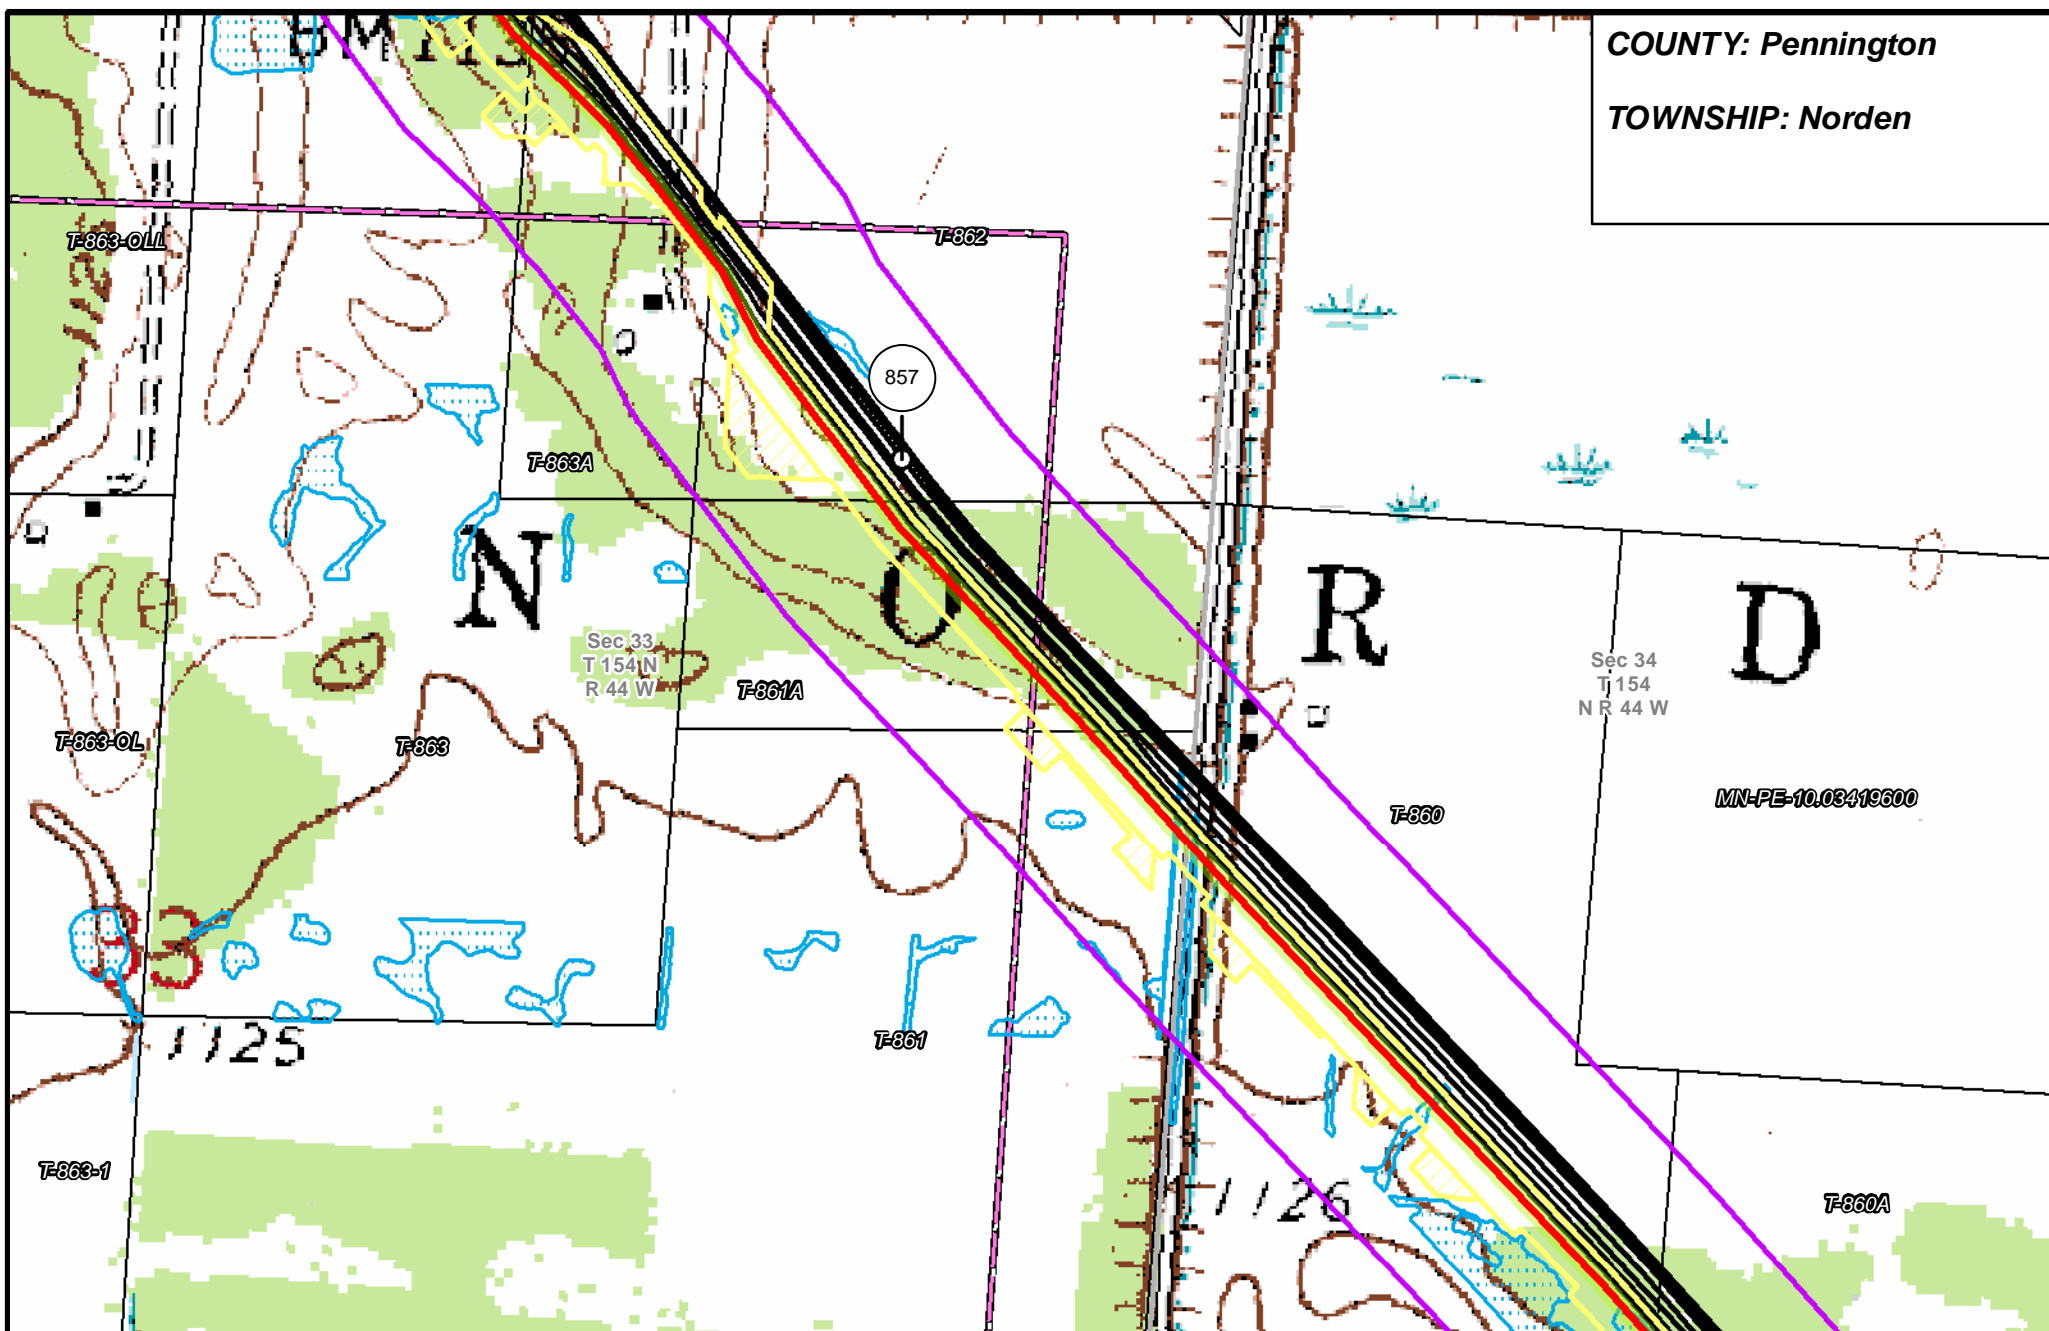 COUNTY: Pennington
TOWNSHIP: Norden
T-863-OLL
T-862
857
T-863A
N O R D
Sec 33
T 154 N
R 44 W
Sec 34
T 154
N R 44 W
T-861A
T-863-OL
T-863
T-860
MN-PE-10.03419600
33
T-861
1125
T-863-1
1126
T-860A